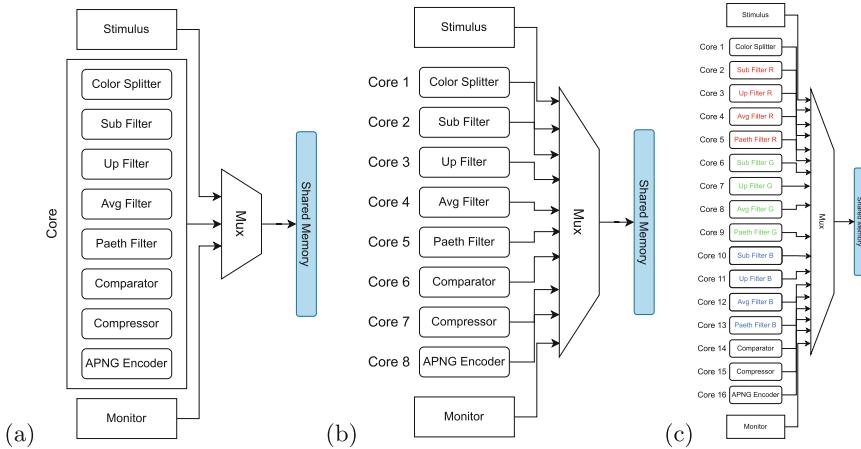 Stimulus
Core
Color Splitter
Sub Filter
Up Filter
Avg Filter
Paeth Filter
Comparator
Compressor
APNG Encoder
Monitor
Mux
Shared Memory
(a)
Stimulus
Core 1 Color Splitter
Core 2 Sub Filter
Core 3 Up Filter
Core 4 Avg Filter
Core 5 Paeth Filter
Core 6 Comparator
Core 7 Compressor
Core 8 APNG Encoder
Monitor
Mux
Shared Memory
(b)
Stimulus
Core 1 Color Splitter
Core 2 Sub Filter R
Core 3 Up Filter R
Core 4 Avg Filter R
Core 5 Paeth Filter R
Core 6 Sub Filter G
Core 7 Up Filter G
Core 8 Avg Filter G
Core 9 Paeth Filter G
Core 10 Sub Filter B
Core 11 Up Filter B
Core 12 Avg Filter B
Core 13 Paeth Filter B
Core 14 Comparator
Core 15 Compressor
Core 16 APNG Encoder
Monitor
Mux
Shared Memory
(c)